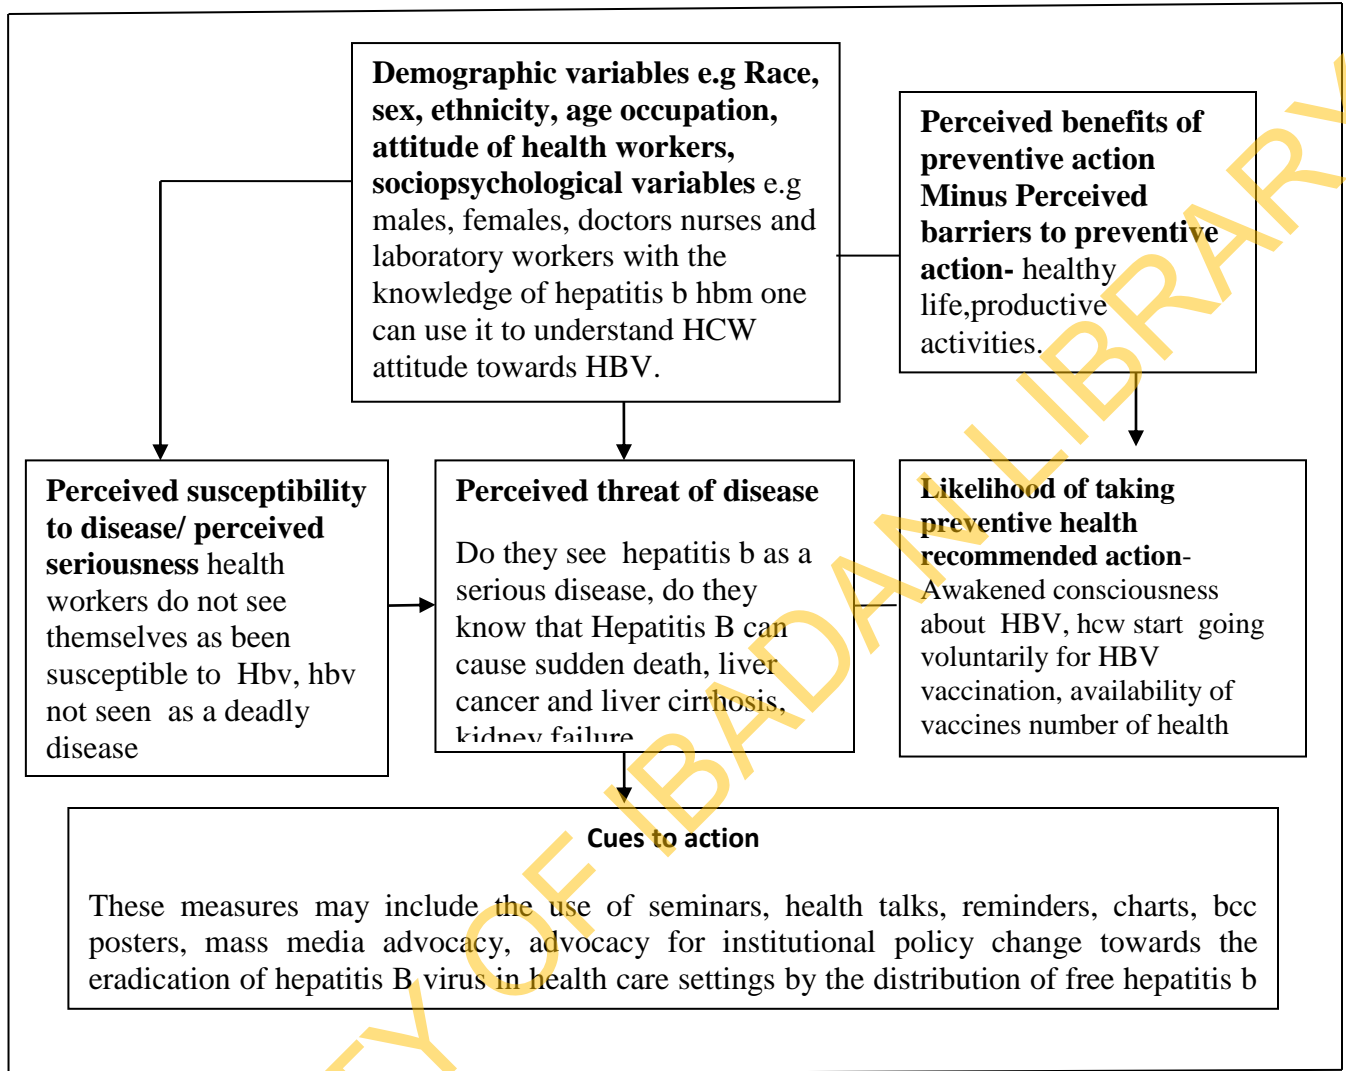 Demographic variables e.g Race,
sex, ethnicity, age occupation,
attitude of health workers,
sociopsychological variables e.g
males, females, doctors nurses and
laboratory workers with the
knowledge of hepatitis b hbm one
can use it to understand HCW
attitude towards HBV.
Perceived benefits of
preventive action
Minus Perceived
barriers to preventive
action- healthy
life,productive
activities.
Perceived susceptibility
to disease/ perceived
seriousness health
workers do not see
themselves as been
susceptible to Hbv, hbv
not seen as a deadly
disease
Perceived threat of disease
Do they see hepatitis b as a
serious disease, do they
know that Hepatitis B can
cause sudden death, liver
cancer and liver cirrhosis,
kidney failure
Likelihood of taking
preventive health
recommended action-
Awakened consciousness
about HBV, hcw start going
voluntarily for HBV
vaccination, availability of
vaccines number of health
Cues to action
These measures may include the use of seminars, health talks, reminders, charts, bcc
posters, mass media advocacy, advocacy for institutional policy change towards the
eradication of hepatitis B virus in health care settings by the distribution of free hepatitis b
TY OF IBADAN LIBRARY